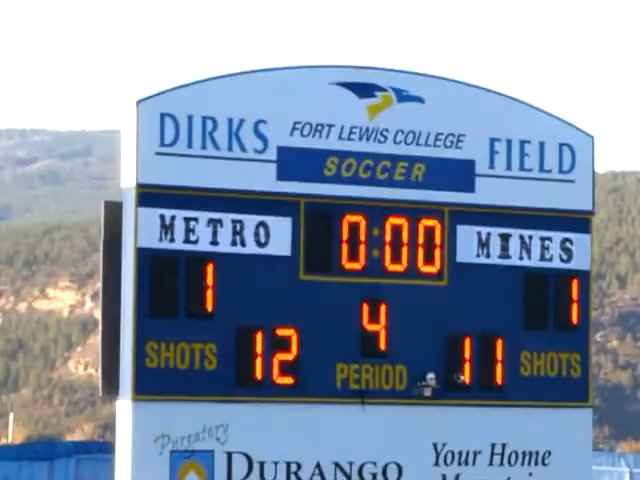 DIRKS FORT LEWIS COLLEGE FIELD
SOCCER
METRO 0:00 MINES
1 4 1
SHOTS 12 PERIOD 11 SHOTS
Purgatory
DURANGO
Your Home
Mountain